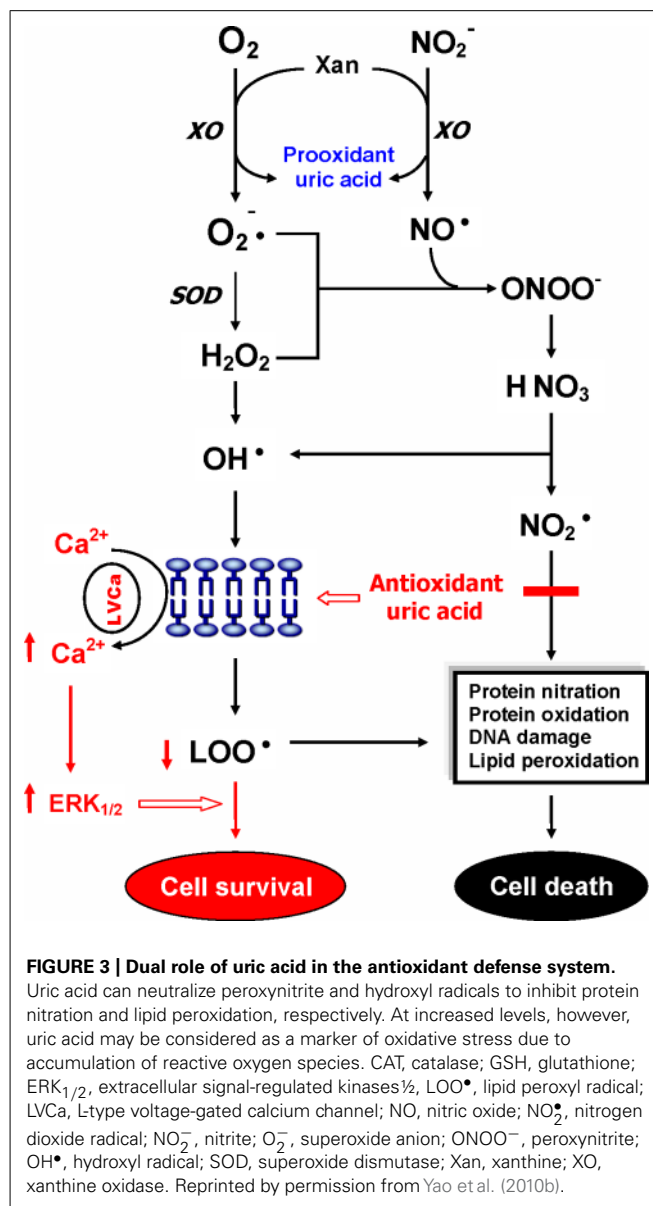 O₂ NO₂⁻
Xan
XO XO
Prooxidant
uric acid
O₂⁻• NO•
SOD ONOO⁻
H₂O₂
H NO₃
OH•
NO₂•
Ca²⁺
LVCa
Antioxidant
uric acid
Ca²⁺
Protein nitration
Protein oxidation
DNA damage
Lipid peroxidation
LOO•
ERK₁/₂
Cell survival Cell death
FIGURE 3 | Dual role of uric acid in the antioxidant defense system.
Uric acid can neutralize peroxynitrite and hydroxyl radicals to inhibit protein
nitration and lipid peroxidation, respectively. At increased levels, however,
uric acid may be considered as a marker of oxidative stress due to
accumulation of reactive oxygen species. CAT, catalase; GSH, glutathione;
ERK₁/₂, extracellular signal-regulated kinases½, LOO•, lipid peroxyl radical;
LVCa, L-type voltage-gated calcium channel; NO, nitric oxide; NO₂•, nitrogen
dioxide radical; NO₂⁻, nitrite; O₂⁻, superoxide anion; ONOO⁻, peroxynitrite;
OH•, hydroxyl radical; SOD, superoxide dismutase; Xan, xanthine; XO,
xanthine oxidase. Reprinted by permission from Yao et al. (2010b).